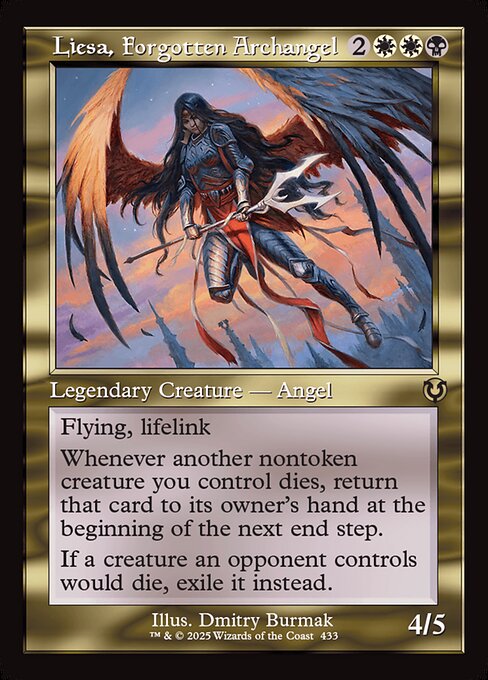 Liesa, Forgotten Archangel 2
Legendary Creature — Angel
Flying, lifelink
Whenever another nontoken
creature you control dies, return
that card to its owner's hand at the
beginning of the next end step.
If a creature an opponent controls
would die, exile it instead.
Illus. Dmitry Burmak
™ & © 2025 Wizards of the Coast 433
4/5